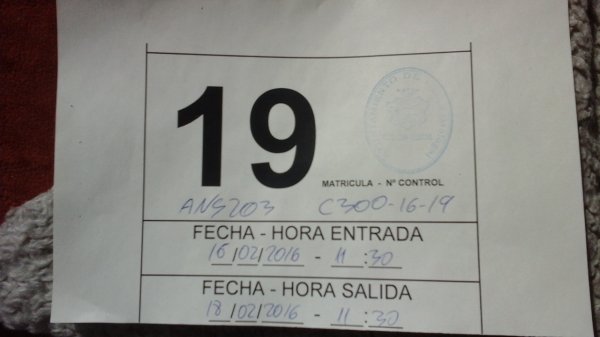 19
MATRICULA - Nº CONTROL
C300-16-19
FECHA - HORA ENTRADA
16/02/2016 - 11:30
FECHA - HORA SALIDA
18/02/2016 - 11:30